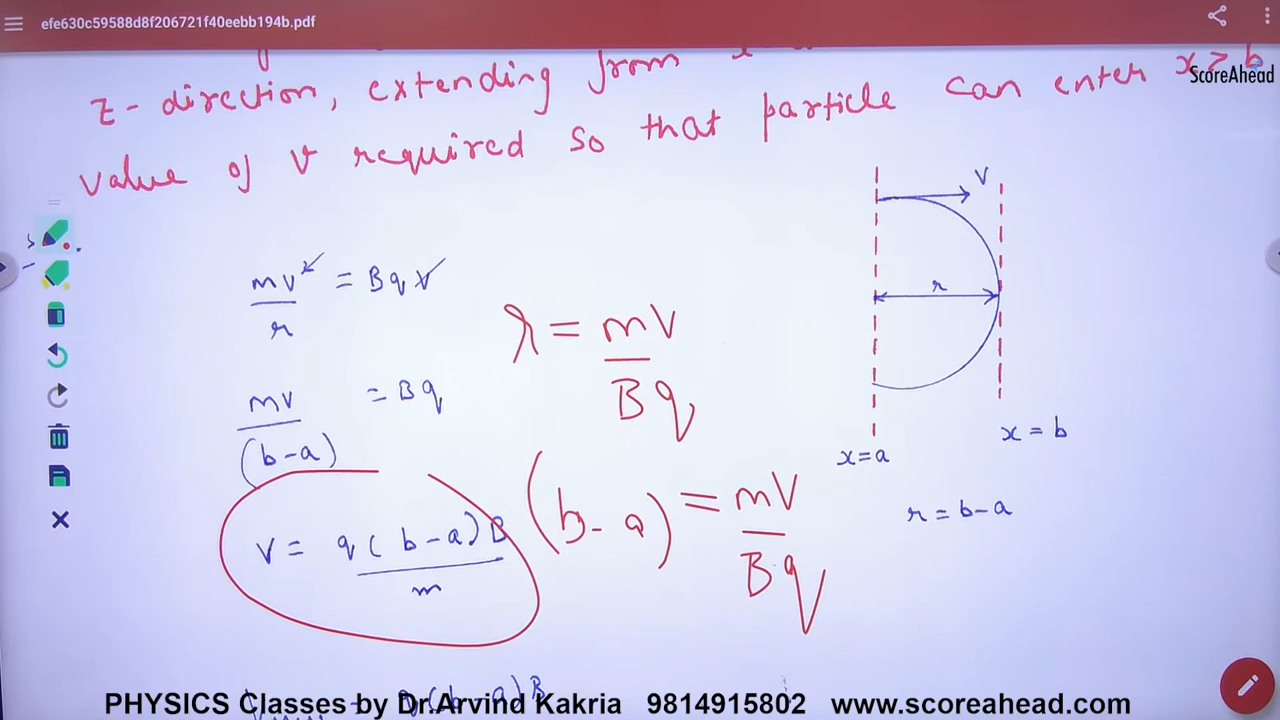 efe630c59588d8f206721f40eebb194b.pdf
ScoreAhead
z-direction, extending from x
value of v required so that particle can enter x > b
mv² / r = Bqv
r = mv / Bq
mv / (b-a) = Bq
v = q(b-a)B / m
(b-a) = mv / Bq
v
r
x=a
x = b
r = b-a
q(b-a)B
PHYSICS Classes by Dr.Arvind Kakria 9814915802 www.scoreahead.com